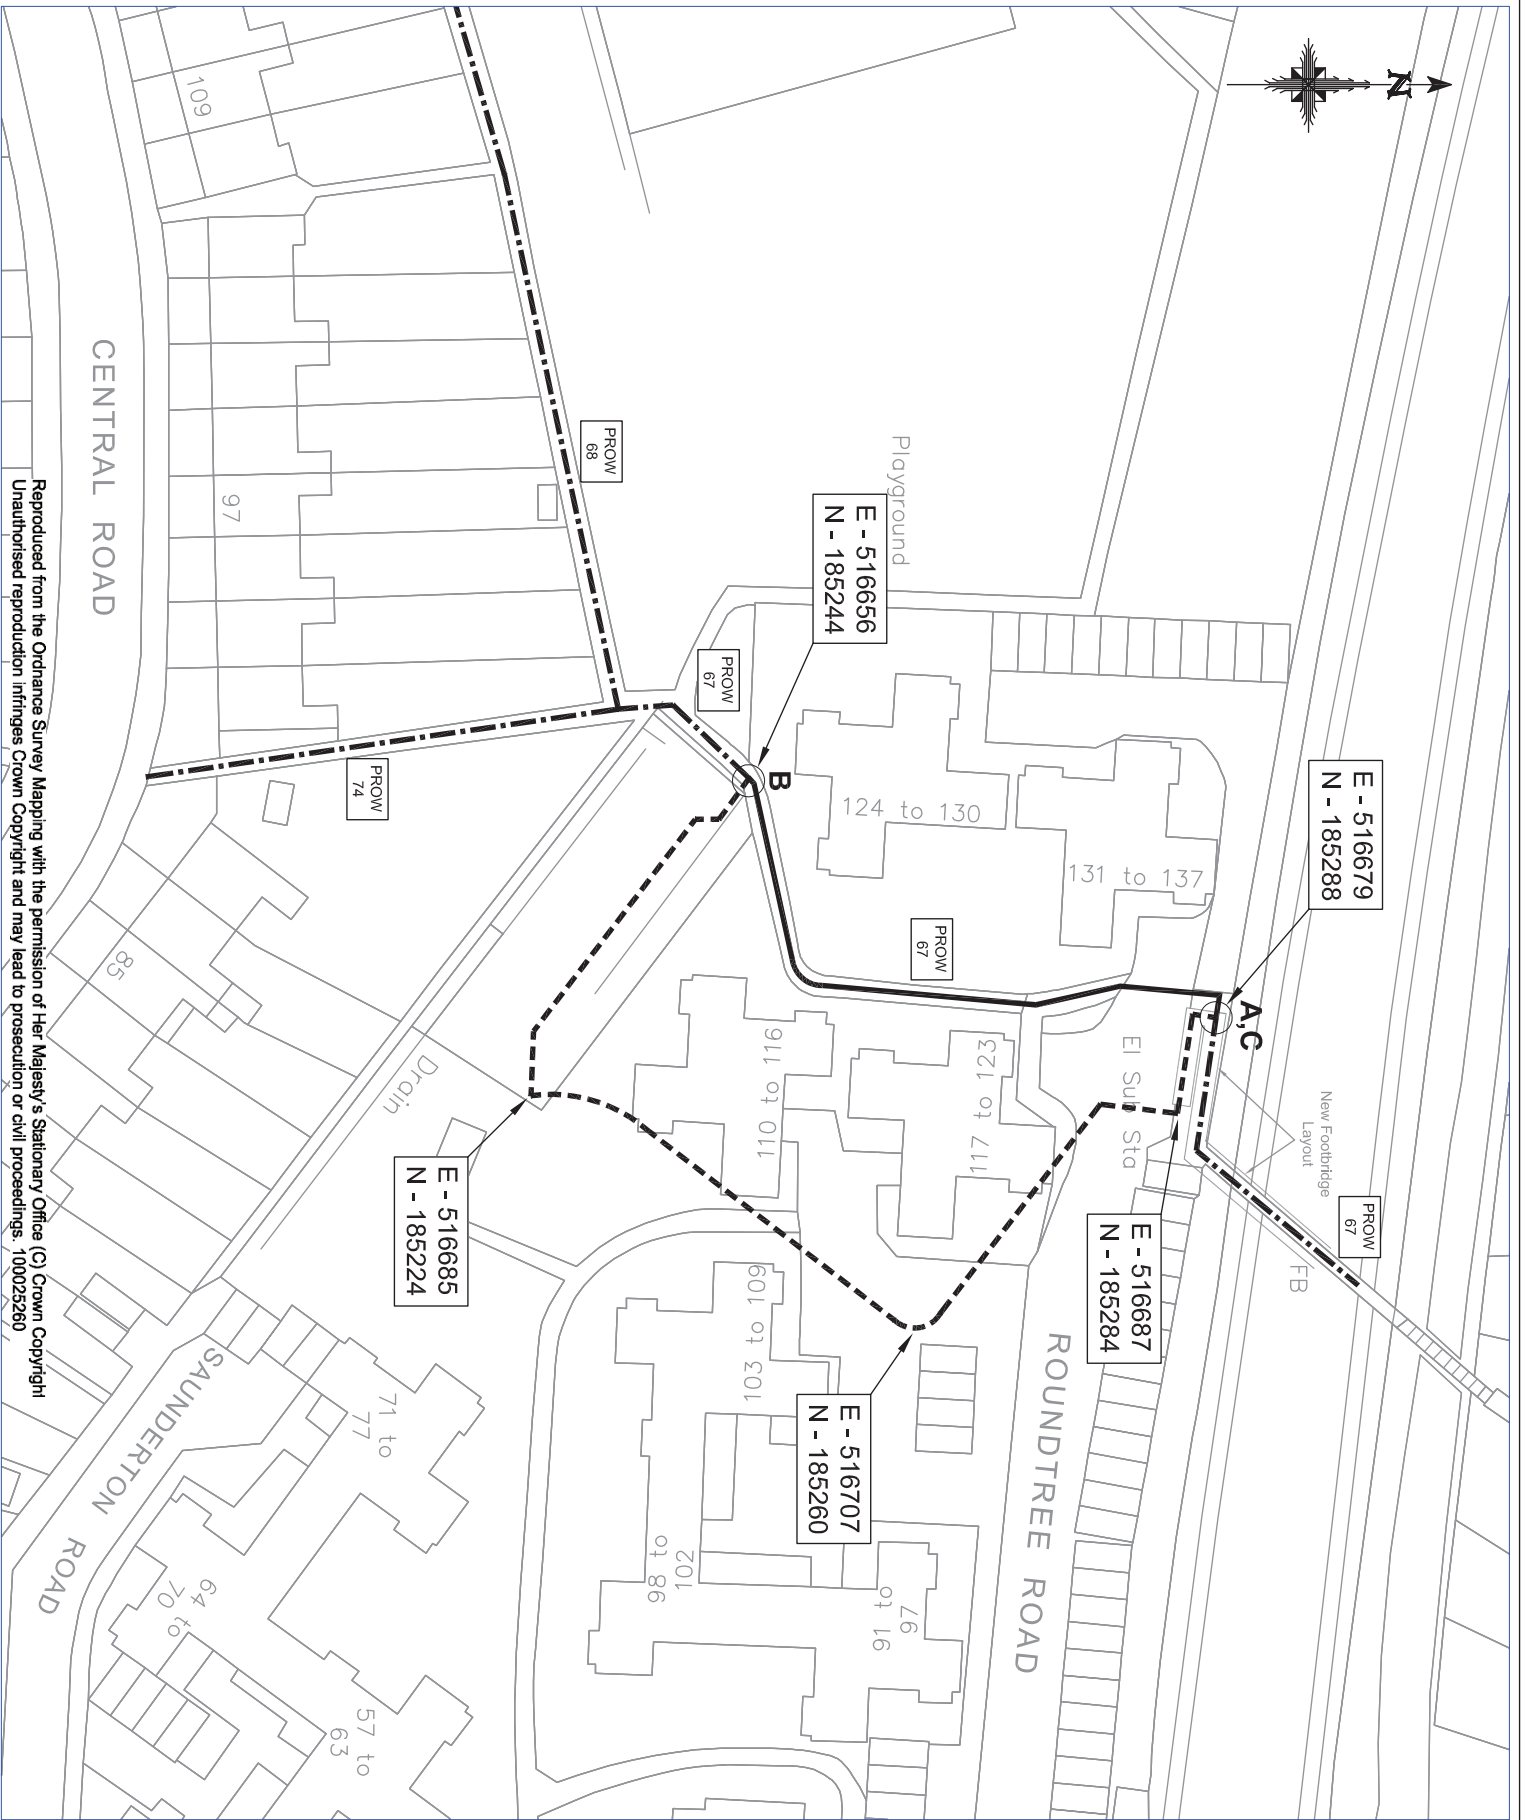 N
PROW
67
FB
New Footbridge
Layout
E - 516679
N - 185288
A,C
El Sub Sta
E - 516687
N - 185284
131 to 137
PROW
67
117 to 123
ROUNDTREE ROAD
Playground
E - 516656
N - 185244
124 to 130
B
110 to 116
103 to 109
E - 516707
N - 185260
97
91 to
98 to
102
PROW
67
PROW
68
E - 516685
N - 185224
Drain
PROW
74
71 to
77
57 to
63
64
70 to
109
97
85
CENTRAL ROAD
SAUNDERTON ROAD
Reproduced from the Ordnance Survey Mapping with the permission of Her Majesty's Stationary Office (C) Crown Copyright
Unauthorised reproduction infringes Crown Copyright and may lead to prosecution or civil proceedings. 100025260